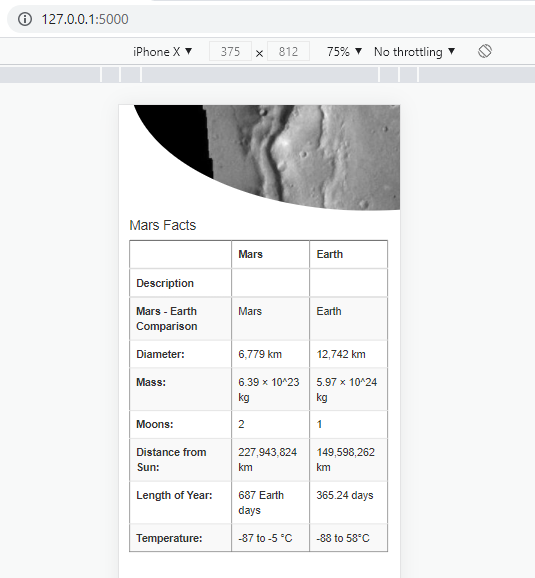 127.0.0.1:5000
iPhone X ▼ 375 x 812 75% ▼ No throttling ▼
Mars Facts
Mars Earth
Description
Mars - Earth Comparison Mars Earth
Diameter: 6,779 km 12,742 km
Mass: 6.39 × 10^23 kg 5.97 × 10^24 kg
Moons: 2 1
Distance from Sun: 227,943,824 km 149,598,262 km
Length of Year: 687 Earth days 365.24 days
Temperature: -87 to -5 °C -88 to 58°C